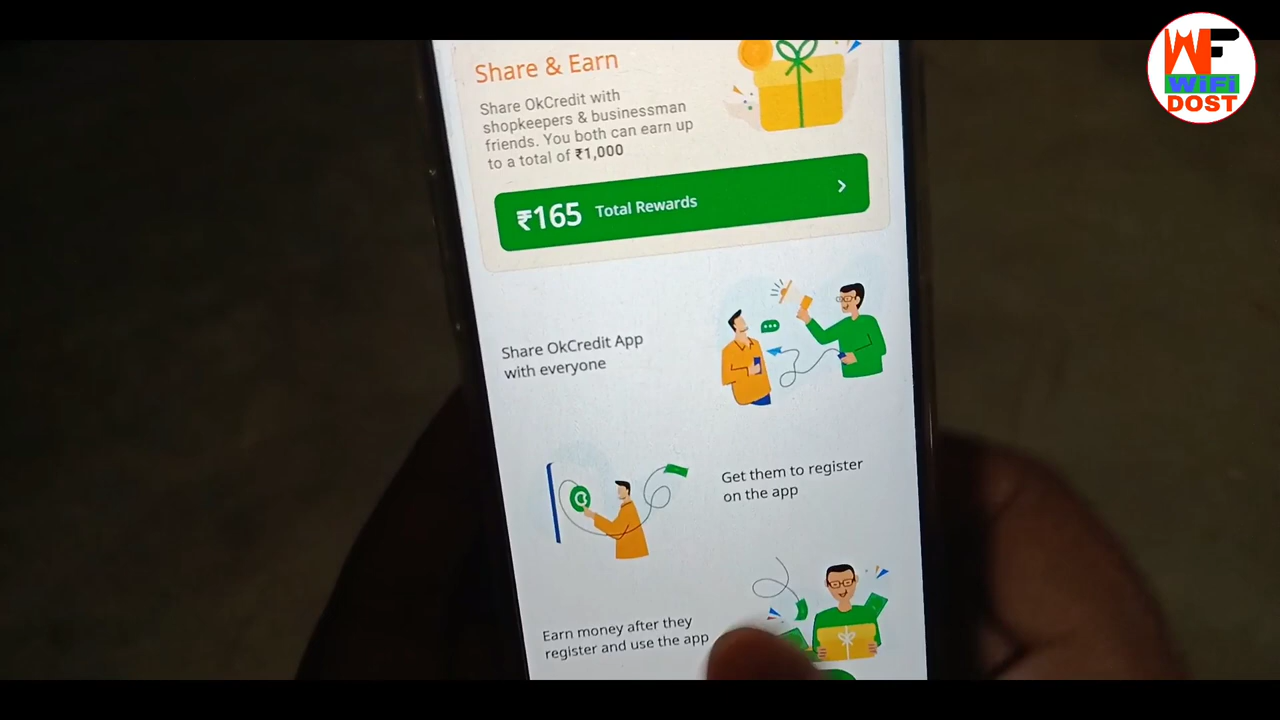 WF
WiFi
DOST
Share & Earn
Share OkCredit with
shopkeepers & businessman
friends. You both can earn up
to a total of ₹1,000
₹165 Total Rewards
Share OkCredit App
with everyone
Get them to register
on the app
Earn money after they
register and use the app